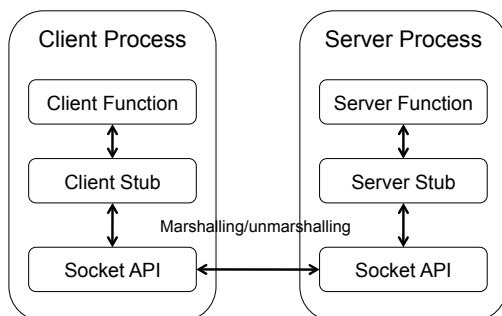 Client Process
Server Process
Client Function
Server Function
Client Stub
Server Stub
Marshalling/unmarshalling
Socket API
Socket API